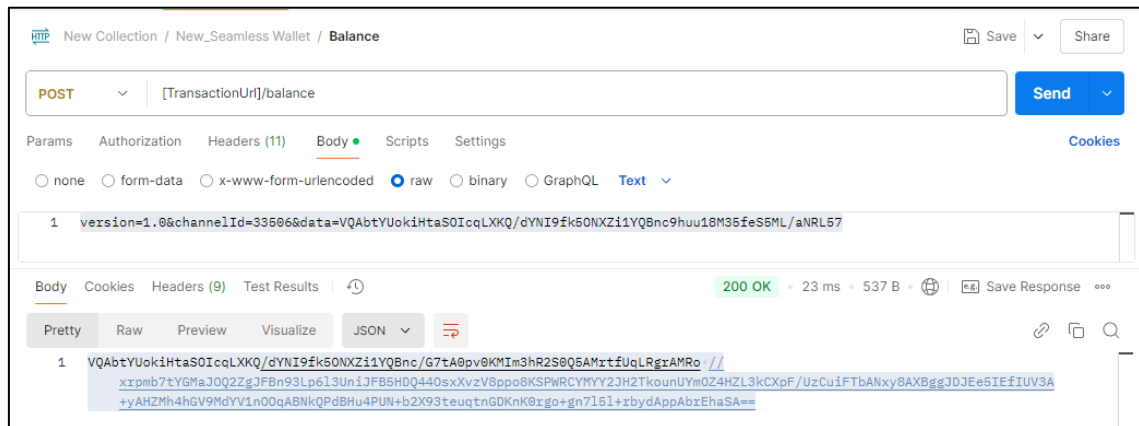 HTTP New Collection / New_Seamless Wallet / Balance Save Share
POST [TransactionUrl]/balance Send
Params Authorization Headers (11) Body Scripts Settings Cookies
none form-data x-www-form-urlencoded raw binary GraphQL Text
1 version=1.0&channelId=33506&data=VQAbtYUokiHtaSOIcqLXKQ/dYNI9fk5ONXZi1YQBnc9huu18M35feS5ML/aNRL57
Body Cookies Headers (9) Test Results 200 OK • 23 ms • 537 B • e.g. Save Response
Pretty Raw Preview Visualize JSON
1 VQAbtYUokiHtaSOIcqLXKQ/dYNI9fk5ONXZi1YQBnc/G7tA0pv0KMIm3hR2S0Q5AMrtfUqLRgrAMRo·//
xrpmb7tYGMaJOQ2ZgJFBn93Lp6l3UniJFB5HDQ44OsxXvzV8ppo8KSPWRCYMYY2JH2TkounUYmOZ4HZL3kCXpF/UzCuiFTbANxy8AXBggJDJEe5IEfIUV3A
+yAHZMh4hGV9MdYV1nOOqABNkQPdBHu4PUN+b2X93teuqtnGDKnK0rgo+gn7l5l+rbydAppAbrEhaSA==